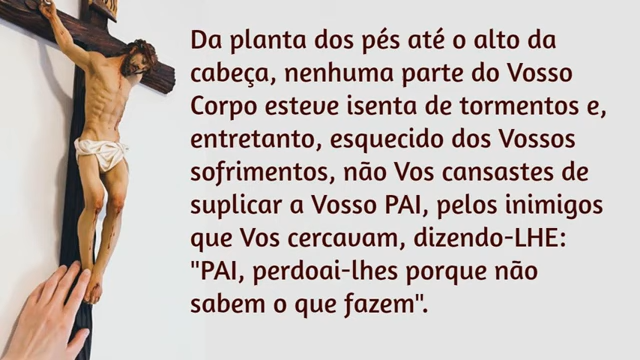 Da planta dos pés até o alto da
cabeça, nenhuma parte do Vosso
Corpo esteve isenta de tormentos e,
entretanto, esquecido dos Vossos
sofrimentos, não Vos cansastes de
suplicar a Vosso PAI, pelos inimigos
que Vos cercavam, dizendo-LHE:
"PAI, perdoai-lhes porque não
sabem o que fazem".